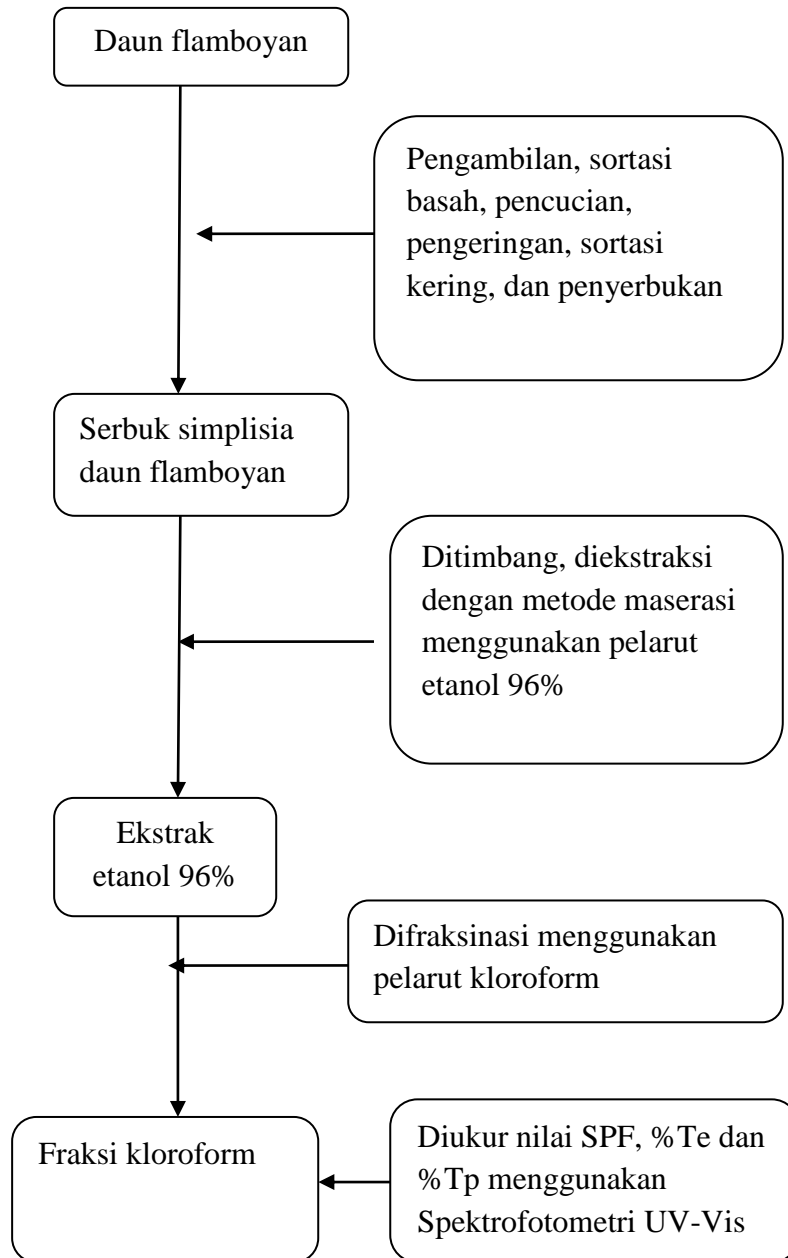 Daun flamboyan
Pengambilan, sortasi
basah, pencucian,
pengeringan, sortasi
kering, dan penyerbukan
Serbuk simplisia
daun flamboyan
Ditimbang, diekstraksi
dengan metode maserasi
menggunakan pelarut
etanol 96%
Ekstrak
etanol 96%
Difraksinasi menggunakan
pelarut kloroform
Fraksi kloroform
Diukur nilai SPF, %Te dan
%Tp menggunakan
Spektrofotometri UV-Vis